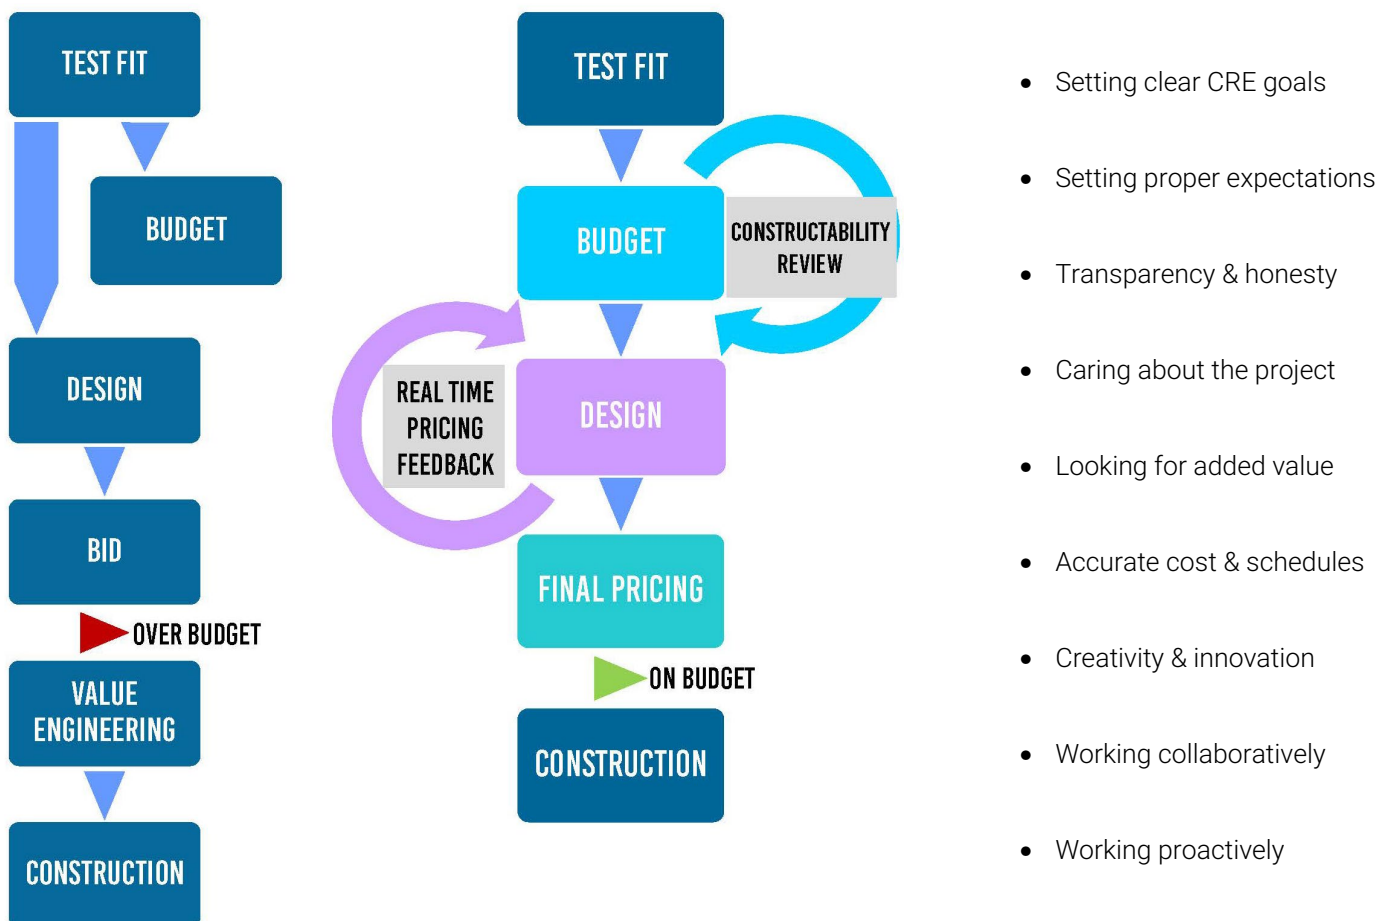 TEST FIT
BUDGET
DESIGN
BID
OVER BUDGET
VALUE
ENGINEERING
CONSTRUCTION
TEST FIT
BUDGET
CONSTRUCTABILITY
REVIEW
REAL TIME
PRICING
FEEDBACK
DESIGN
FINAL PRICING
ON BUDGET
CONSTRUCTION
• Setting clear CRE goals
• Setting proper expectations
• Transparency & honesty
• Caring about the project
• Looking for added value
• Accurate cost & schedules
• Creativity & innovation
• Working collaboratively
• Working proactively